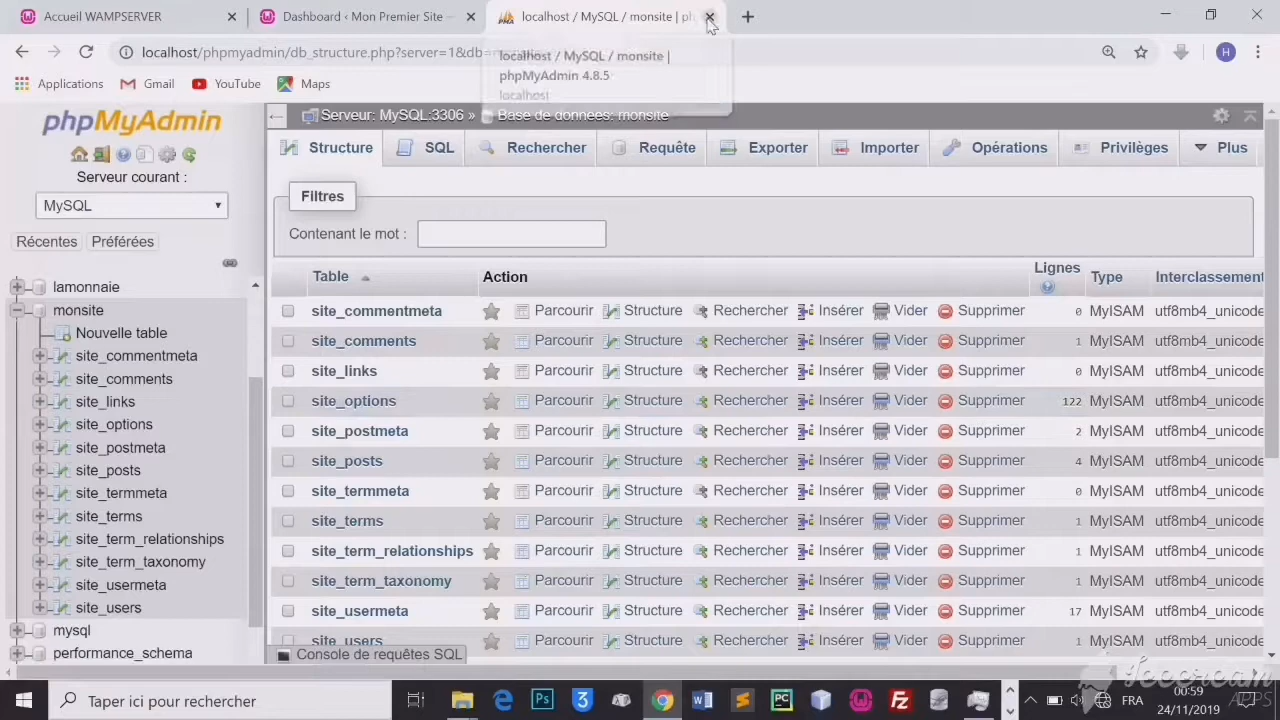 Accueil WAMPSERVER
Dashboard ‹ Mon Premier Site —
localhost / MySQL / monsite | ph
localhost/phpmyadmin/db_structure.php?server=1&db=
localhost / MySQL / monsite |
phpMyAdmin 4.8.5
localhost
H
Applications
Gmail
YouTube
Maps
phpMyAdmin
Serveur courant :
MySQL
Récentes
Préférées
lamonnaie
monsite
Nouvelle table
site_commentmeta
site_comments
site_links
site_options
site_postmeta
site_posts
site_termmeta
site_terms
site_term_relationships
site_term_taxonomy
site_usermeta
site_users
mysql
performance_schema
Serveur: MySQL:3306 » Base de données: monsite
Structure SQL Rechercher Requête Exporter Importer Opérations Privilèges Plus
Filtres
Contenant le mot :
Table Action Lignes Type Interclassement
site_commentmeta Parcourir Structure Rechercher Insérer Vider Supprimer 0 MyISAM utf8mb4_unicode
site_comments Parcourir Structure Rechercher Insérer Vider Supprimer 1 MyISAM utf8mb4_unicode
site_links Parcourir Structure Rechercher Insérer Vider Supprimer 0 MyISAM utf8mb4_unicode
site_options Parcourir Structure Rechercher Insérer Vider Supprimer 122 MyISAM utf8mb4_unicode
site_postmeta Parcourir Structure Rechercher Insérer Vider Supprimer 2 MyISAM utf8mb4_unicode
site_posts Parcourir Structure Rechercher Insérer Vider Supprimer 4 MyISAM utf8mb4_unicode
site_termmeta Parcourir Structure Rechercher Insérer Vider Supprimer 0 MyISAM utf8mb4_unicode
site_terms Parcourir Structure Rechercher Insérer Vider Supprimer 1 MyISAM utf8mb4_unicode
site_term_relationships Parcourir Structure Rechercher Insérer Vider Supprimer 1 MyISAM utf8mb4_unicode
site_term_taxonomy Parcourir Structure Rechercher Insérer Vider Supprimer 1 MyISAM utf8mb4_unicode
site_usermeta Parcourir Structure Rechercher Insérer Vider Supprimer 17 MyISAM utf8mb4_unicode
site_users Parcourir Structure Rechercher Insérer Vider Supprimer 1 MyISAM utf8mb4_unicode
Console de requêtes SQL
Icecream
APPS
Taper ici pour rechercher
FRA
00:59
24/11/2019